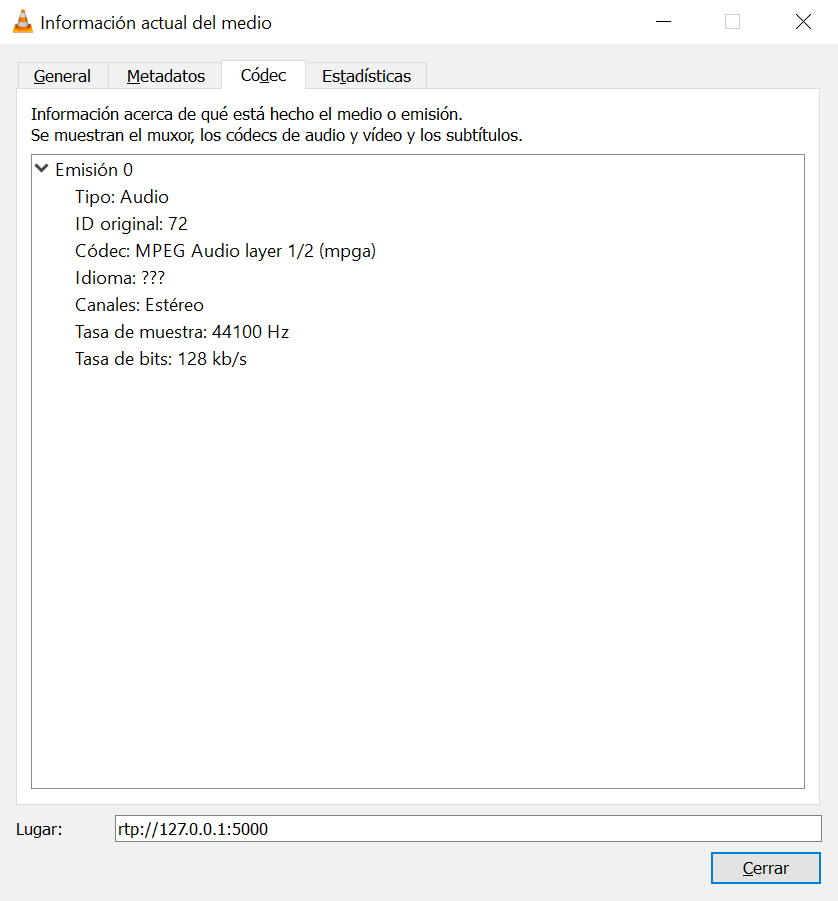 Información actual del medio
General
Metadatos
Códec
Estadísticas
Información acerca de qué está hecho el medio o emisión.
Se muestran el muxor, los códecs de audio y vídeo y los subtítulos.
Emisión 0
Tipo: Audio
ID original: 72
Códec: MPEG Audio layer 1/2 (mpga)
Idioma: ???
Canales: Estéreo
Tasa de muestra: 44100 Hz
Tasa de bits: 128 kb/s
Lugar: rtp://127.0.0.1:5000
Cerrar